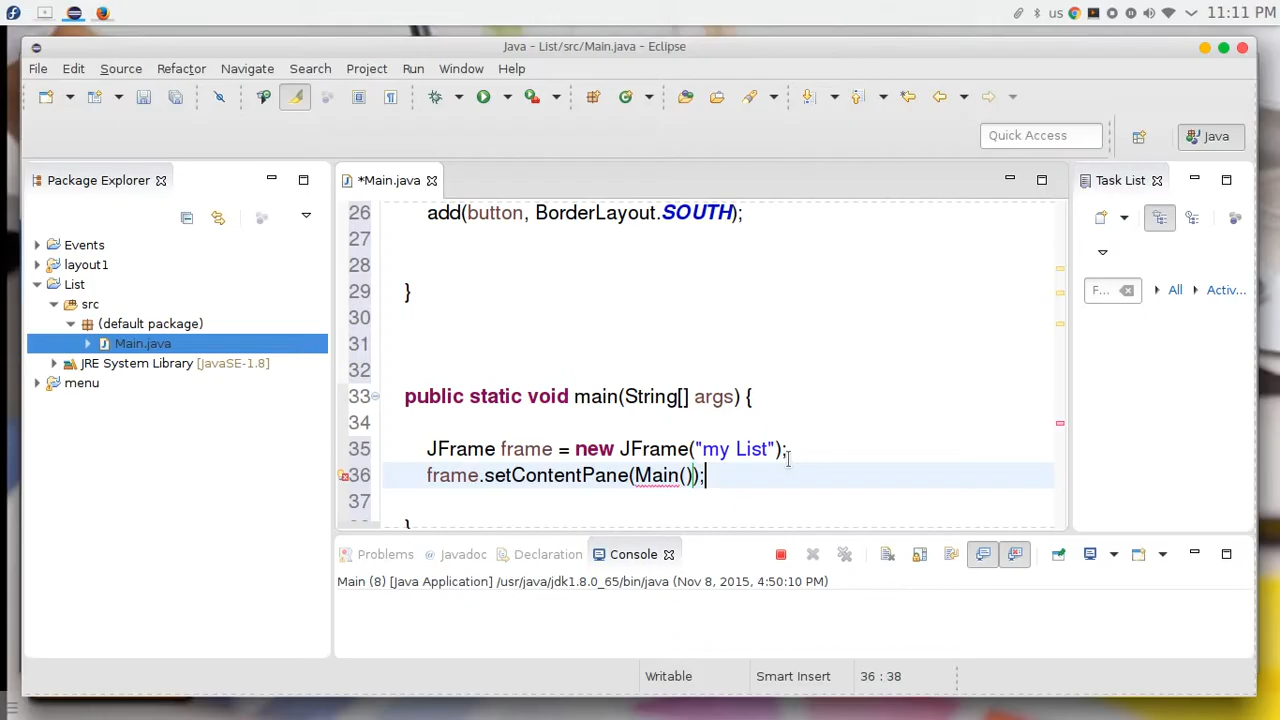 us 11:11 PM
Java - List/src/Main.java - Eclipse
File Edit Source Refactor Navigate Search Project Run Window Help
Quick Access
Java
Package Explorer
*Main.java
Task List
Events
layout1
List
src
(default package)
Main.java
JRE System Library [JavaSE-1.8]
menu
26 add(button, BorderLayout.SOUTH);
27
28
29 }
30
31
32
33 public static void main(String[] args) {
34
35 JFrame frame = new JFrame("my List");
36 frame.setContentPane(Main());
37
}
F... All Activ...
Problems Javadoc Declaration Console
Main (8) [Java Application] /usr/java/jdk1.8.0_65/bin/java (Nov 8, 2015, 4:50:10 PM)
Writable Smart Insert 36 : 38